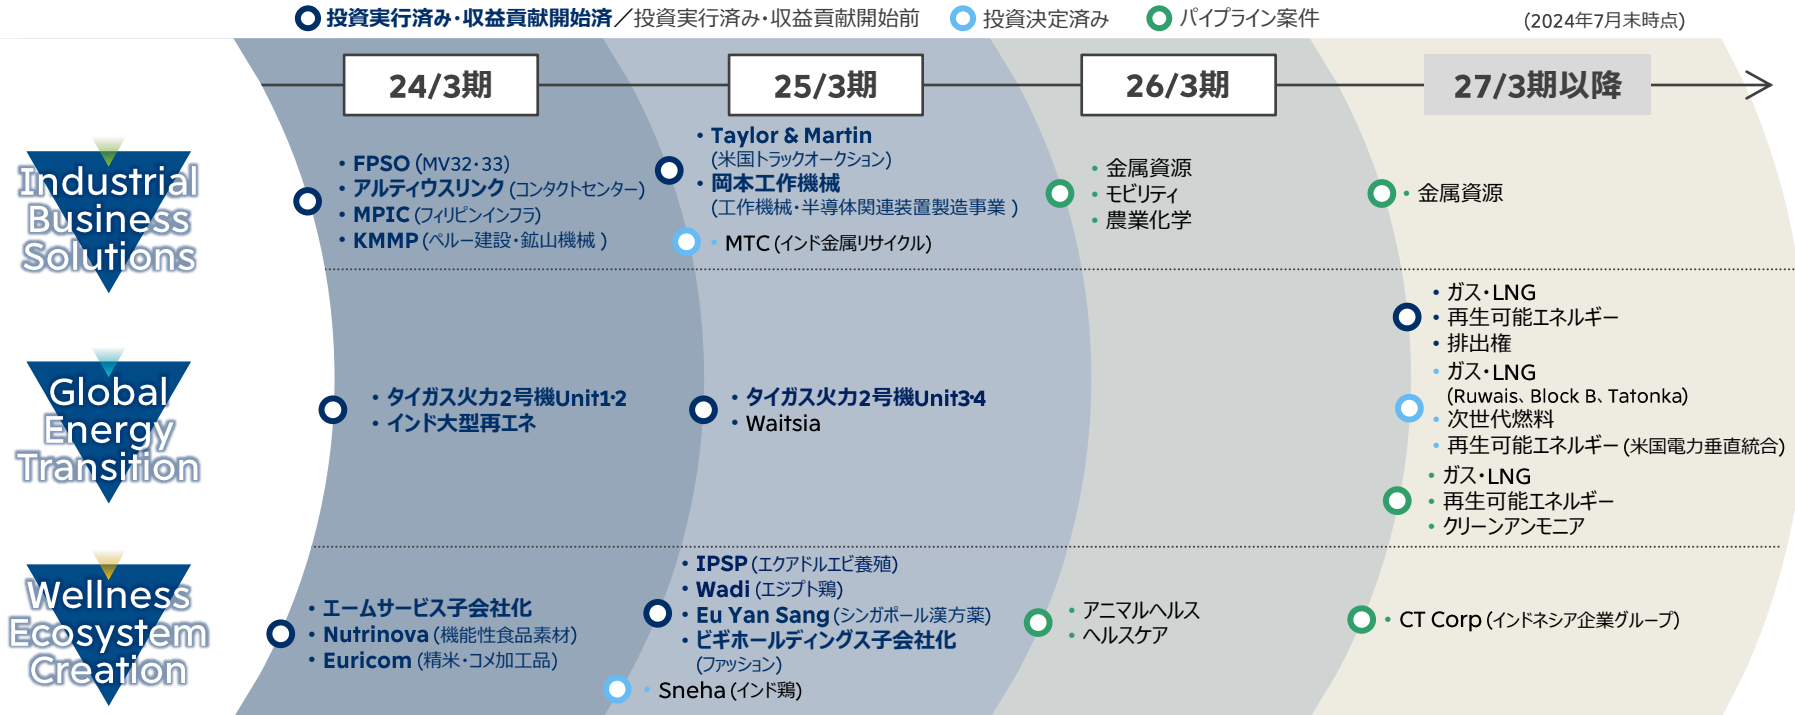 投資実行済み・収益貢献開始済／投資実行済み・収益貢献開始前 投資決定済み パイプライン案件 (2024年7月末時点)
24/3期 25/3期 26/3期 27/3期以降
Industrial
Business
Solutions
・FPSO (MV32・33)
・アルティウスリンク (コンタクトセンター)
・MPIC (フィリピンインフラ)
・KMMP (ペルー建設・鉱山機械 )
・Taylor & Martin
(米国トラックオークション)
・岡本工作機械
(工作機械・半導体関連装置製造事業 )
・MTC (インド金属リサイクル)
・金属資源
・モビリティ
・農業化学
・金属資源
Global
Energy
Transition
・タイガス火力2号機Unit1・2
・インド大型再エネ
・タイガス火力2号機Unit3・4
・Waitsia
・ガス・LNG
・再生可能エネルギー
・排出権
・ガス・LNG
(Ruwais、Block B、Tatonka)
・次世代燃料
・再生可能エネルギー (米国電力垂直統合)
・ガス・LNG
・再生可能エネルギー
・クリーンアンモニア
Wellness
Ecosystem
Creation
・エームサービス子会社化
・Nutrinova (機能性食品素材)
・Euricom (精米・コメ加工品)
・IPSP (エクアドルエビ養殖)
・Wadi (エジプト鶏)
・Eu Yan Sang (シンガポール漢方薬)
・ビギホールディングス子会社化
(ファッション)
・Sneha (インド鶏)
・アニマルヘルス
・ヘルスケア
・CT Corp (インドネシア企業グループ)